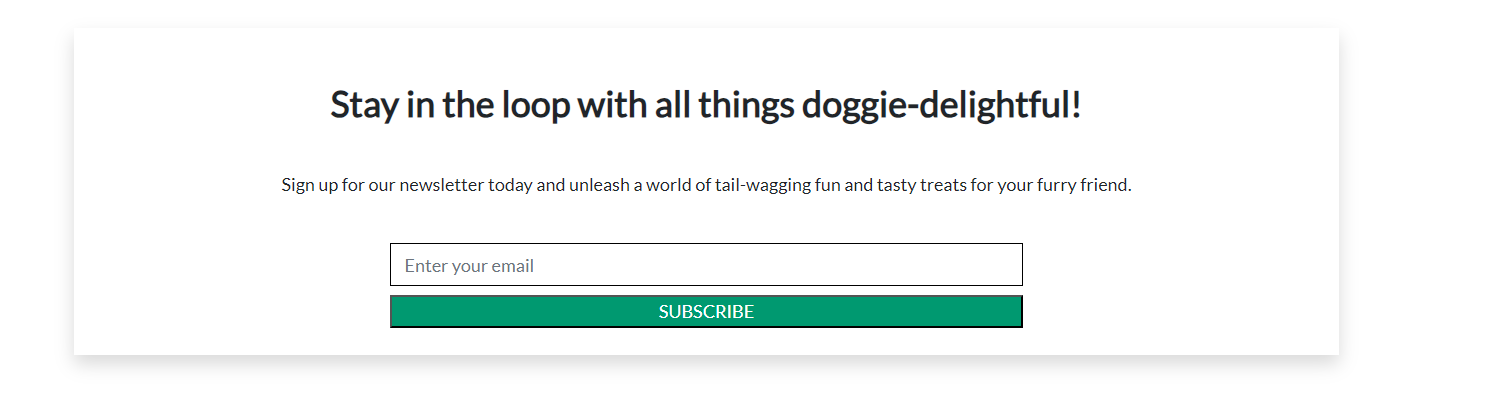 Stay in the loop with all things doggie-delightful!
Sign up for our newsletter today and unleash a world of tail-wagging fun and tasty treats for your furry friend.
Enter your email
SUBSCRIBE